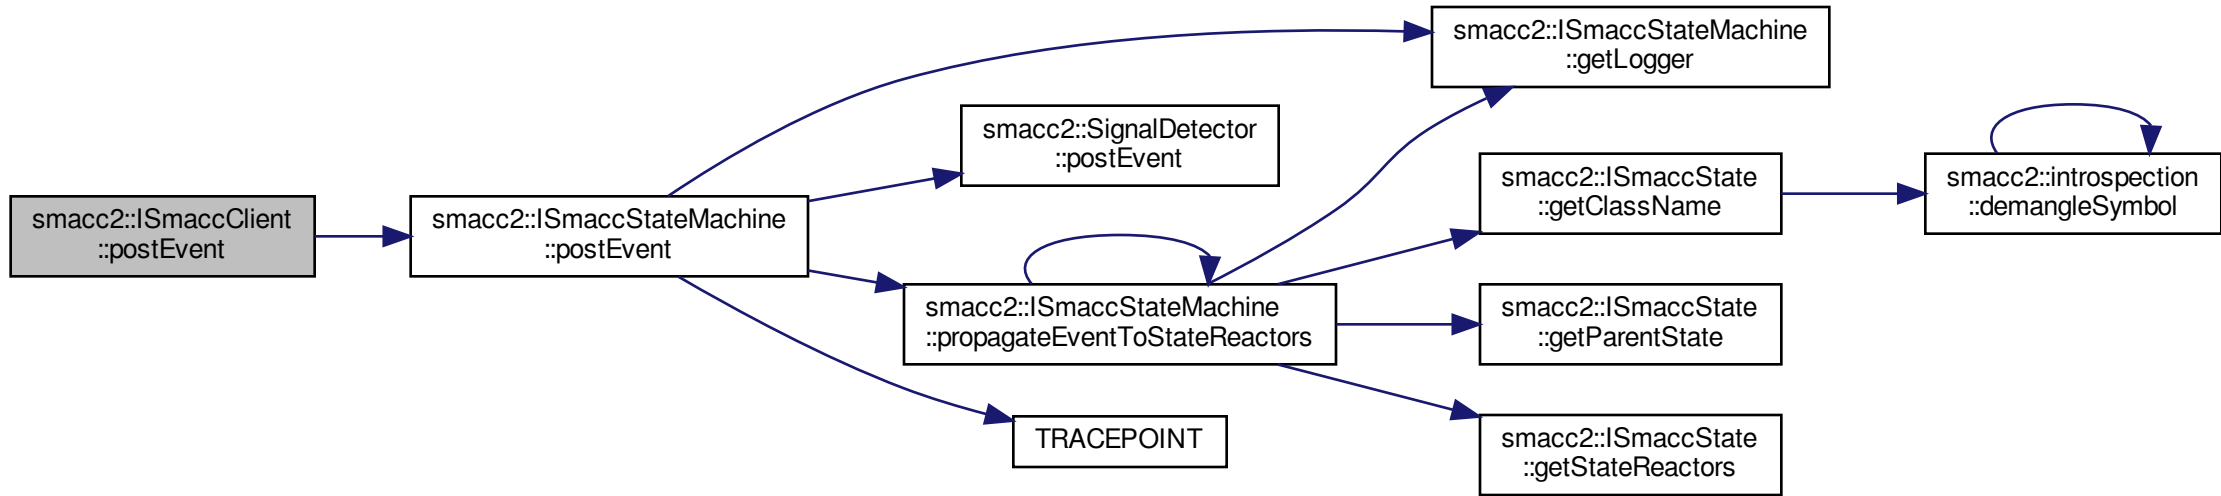 smacc2::ISmaccClient
::postEvent
smacc2::ISmaccStateMachine
::postEvent
smacc2::ISmaccStateMachine
::getLogger
smacc2::SignalDetector
::postEvent
smacc2::ISmaccStateMachine
::propagateEventToStateReactors
TRACEPOINT
smacc2::ISmaccState
::getClassName
smacc2::ISmaccState
::getParentState
smacc2::ISmaccState
::getStateReactors
smacc2::introspection
::demangleSymbol